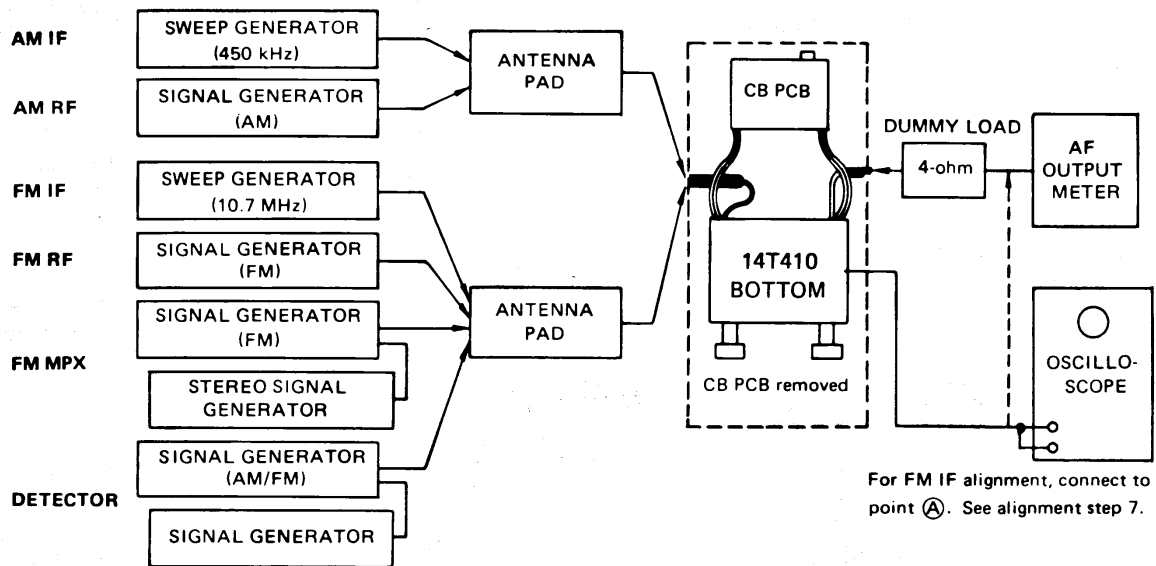 AM IF
SWEEP GENERATOR
(450 kHz)
AM RF
SIGNAL GENERATOR
(AM)
ANTENNA
PAD
FM IF
SWEEP GENERATOR
(10.7 MHz)
FM RF
SIGNAL GENERATOR
(FM)
FM MPX
SIGNAL GENERATOR
(FM)
STEREO SIGNAL
GENERATOR
DETECTOR
SIGNAL GENERATOR
(AM/FM)
SIGNAL GENERATOR
ANTENNA
PAD
CB PCB
14T410
BOTTOM
CB PCB removed
DUMMY LOAD
4-ohm
AF
OUTPUT
METER
OSCILLO-
SCOPE
For FM IF alignment, connect to
point Ⓐ. See alignment step 7.